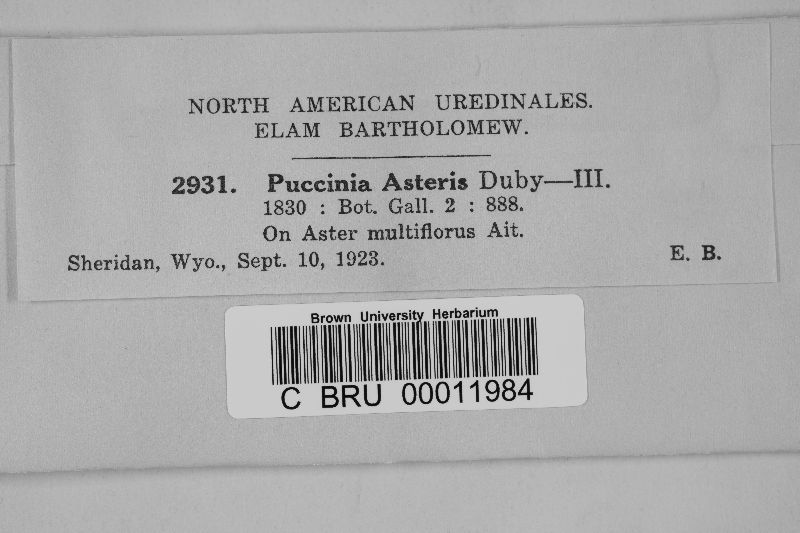 NORTH AMERICAN UREDINALES.
ELAM BARTHOLOMEW.
2931. Puccinia Asteris Duby—III.
1830 : Bot. Gall. 2 : 888.
On Aster multiflorus Ait.
Sheridan, Wyo., Sept. 10, 1923. E. B.
Brown University Herbarium
C BRU 00011984